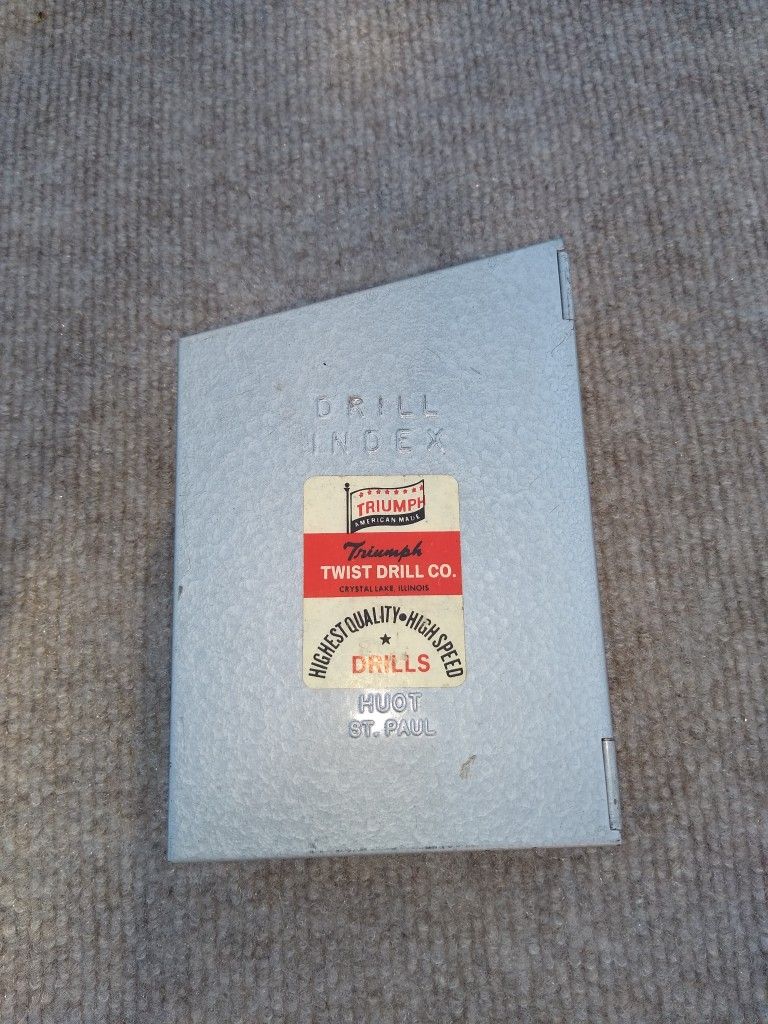 DRILL
INDEX
TRIUMPH
AMERICAN MADE
Triumph
TWIST DRILL CO.
CRYSTAL LAKE, ILLINOIS
HIGHEST QUALITY • HIGH SPEED
★
DRILLS
HUOT
ST. PAUL